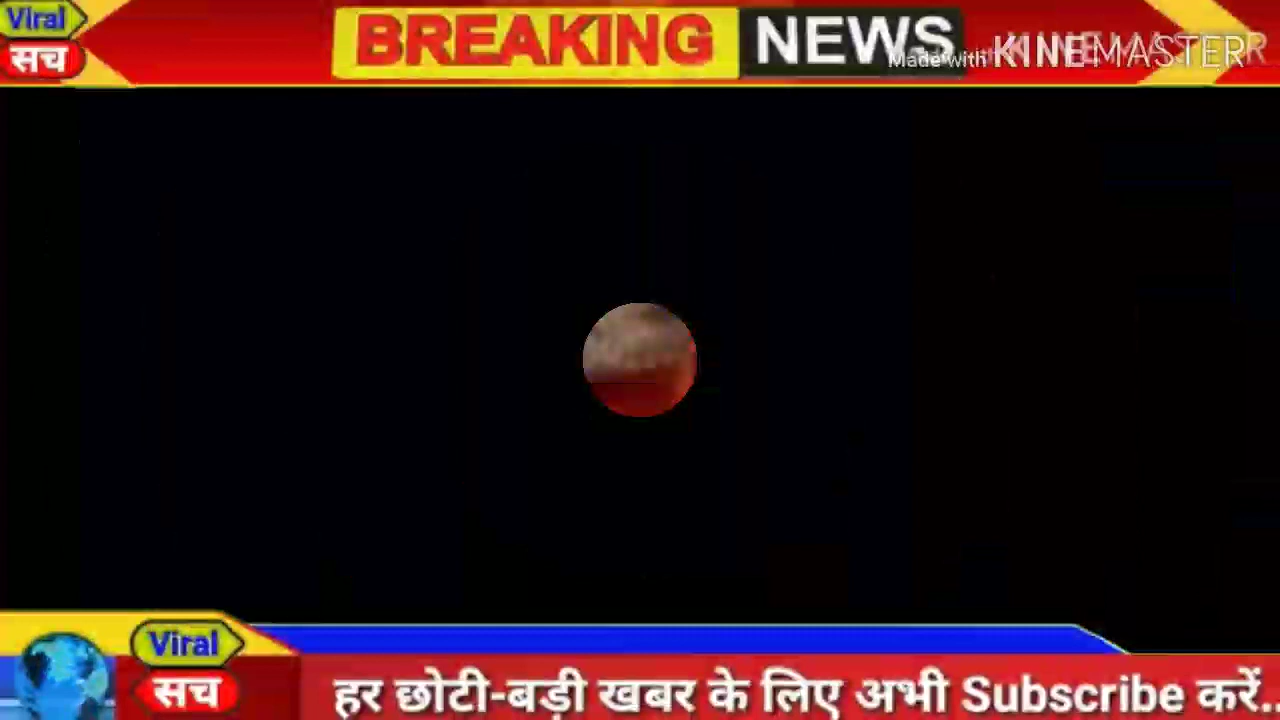 Viral
सच
BREAKING NEWS
Made with KINEMASTER
Viral
सच
हर छोटी-बड़ी खबर के लिए अभी Subscribe करें..